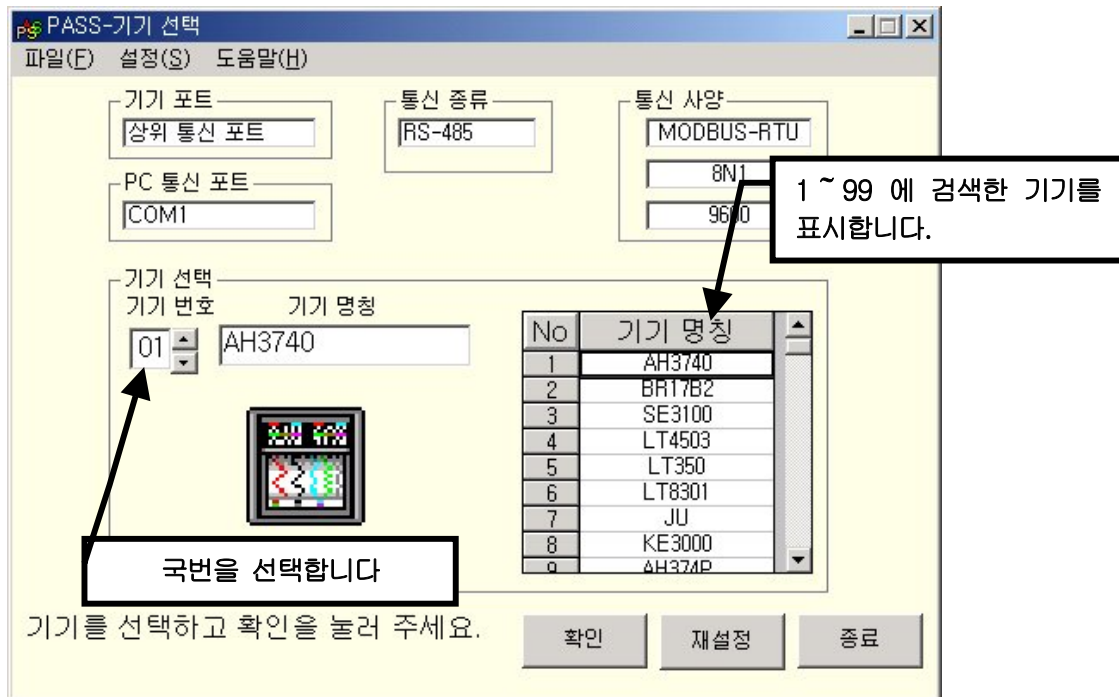 PASS-기기 선택
파일(F) 설정(S) 도움말(H)
기기 포트
상위 통신 포트
통신 종류
RS-485
통신 사양
MODBUS-RTU
8N1
9600
PC 통신 포트
COM1
1~99 에 검색한 기기를
표시합니다.
기기 선택
기기 번호 기기 명칭
01 AH3740
No 기기 명칭
1 AH3740
2 BR17B2
3 SE3100
4 LT4503
5 LT350
6 LT8301
7 JU
8 KE3000
9 AH374P
국번을 선택합니다
기기를 선택하고 확인을 눌러 주세요.
확인 재설정 종료